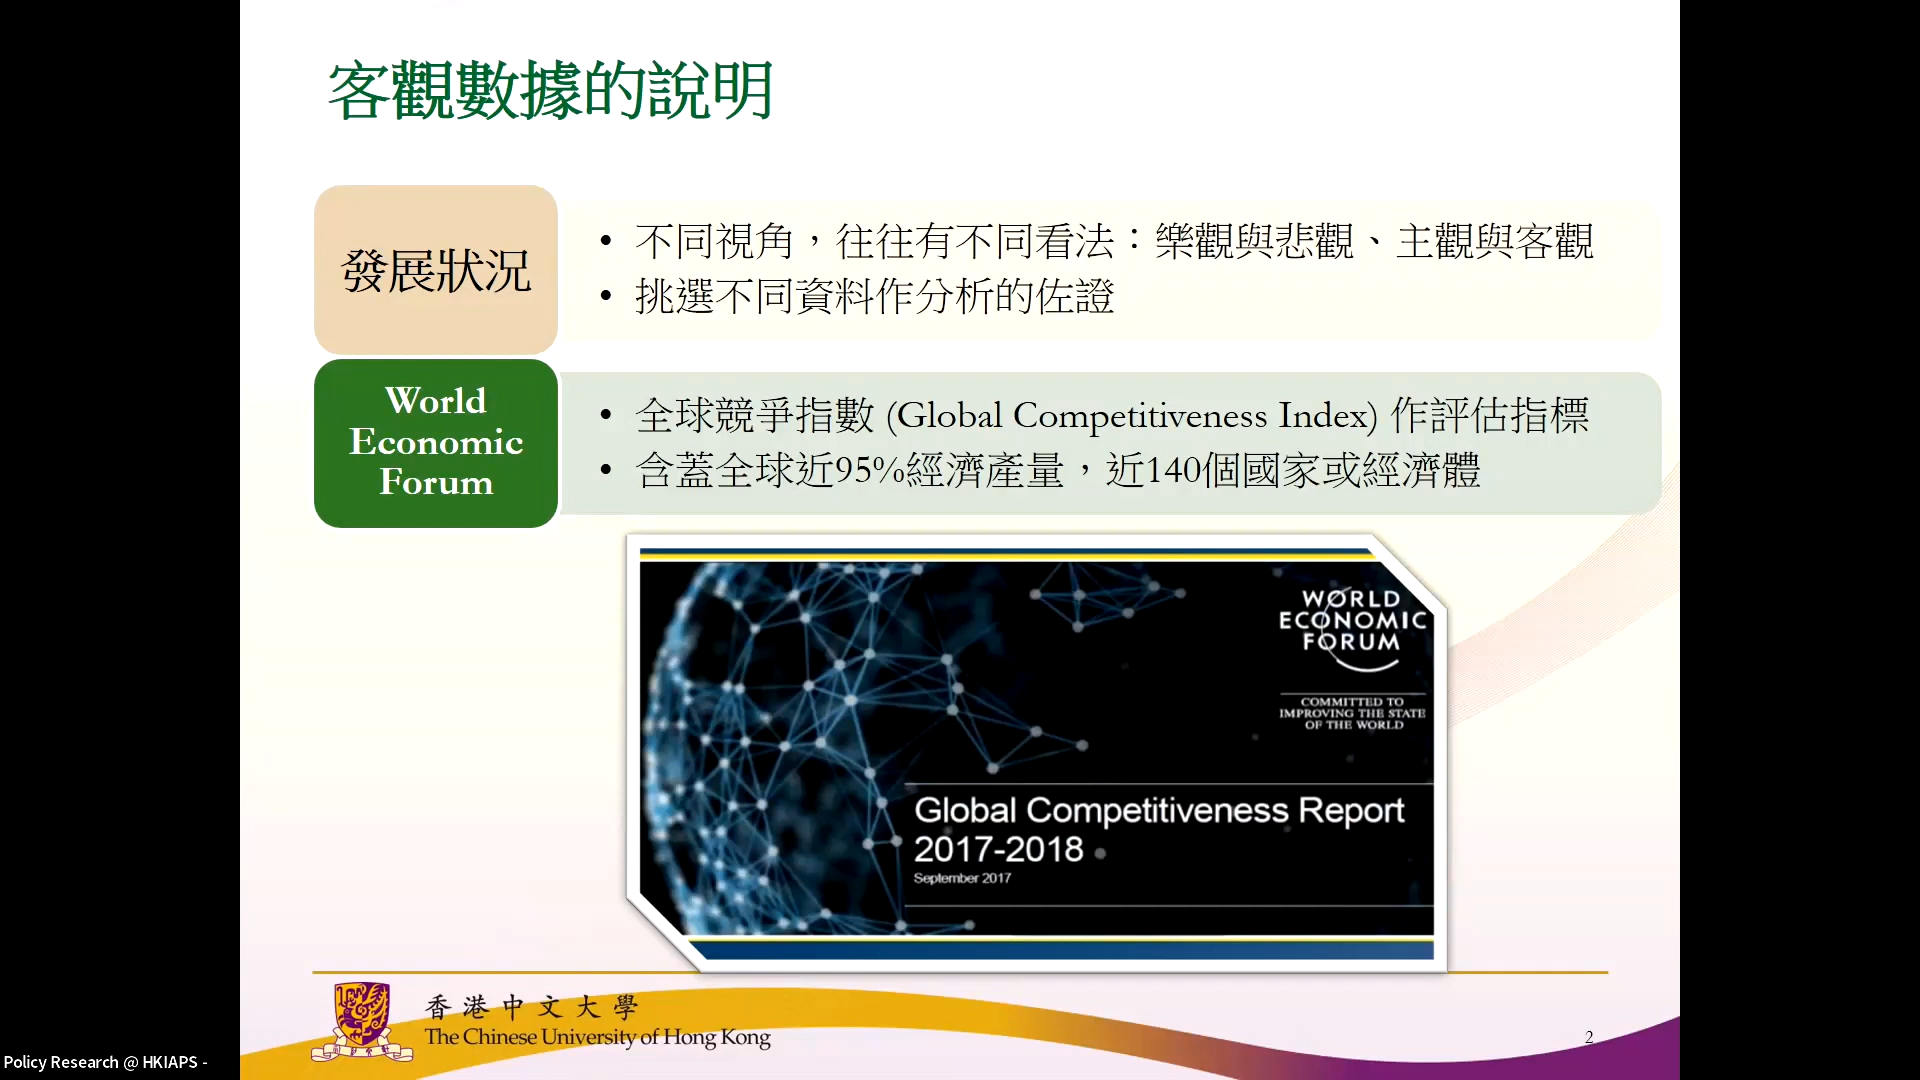 客觀數據的說明
發展狀況
• 不同視角，往往有不同看法：樂觀與悲觀、主觀與客觀
• 挑選不同資料作分析的佐證
World
Economic
Forum
• 全球競爭指數 (Global Competitiveness Index) 作評估指標
• 含蓋全球近95%經濟產量，近140個國家或經濟體
WORLD
ECONOMIC
FORUM
COMMITTED TO
IMPROVING THE STATE
OF THE WORLD
Global Competitiveness Report
2017-2018
September 2017
香港中文大學
The Chinese University of Hong Kong
2
Policy Research @ HKIAPS -